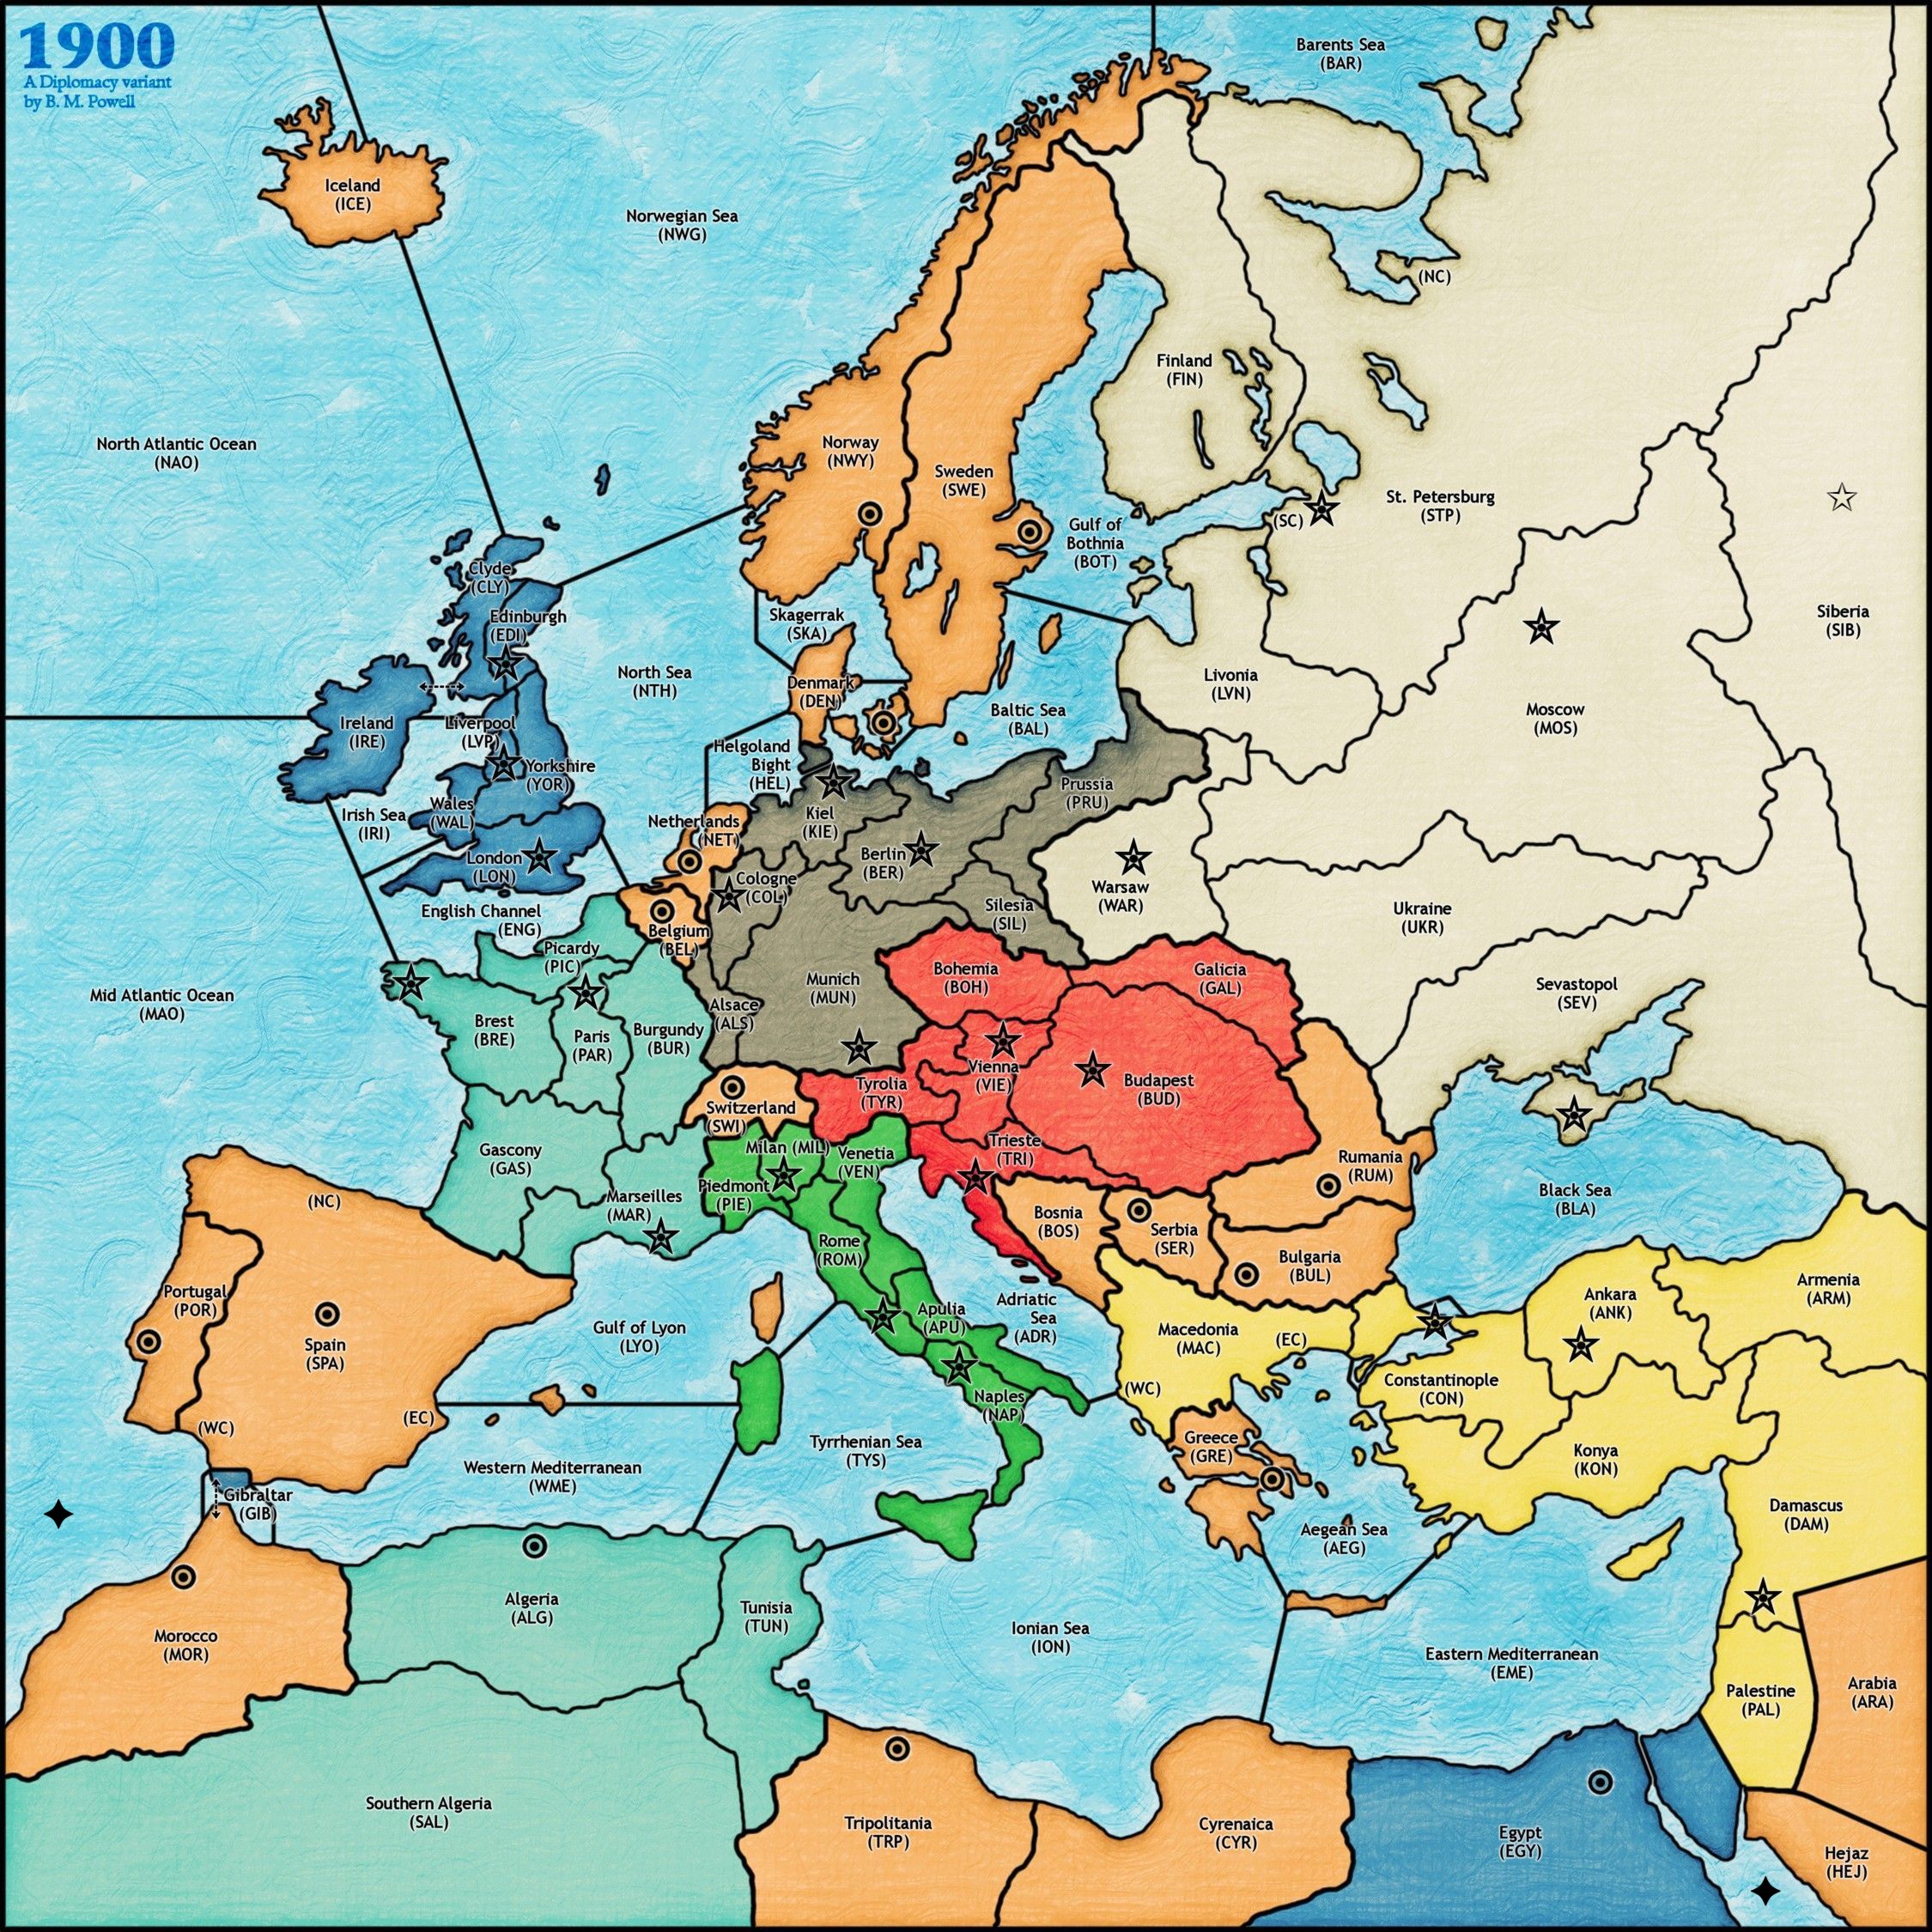 1900
A Diplomacy variant
by B. M. Powell
Barents Sea
(BAR)
Iceland
(ICE)
Norwegian Sea
(NWG)
(NC)
Finland
(FIN)
North Atlantic Ocean
(NAO)
Norway
(NWY)
Sweden
(SWE)
Gulf of
Bothnia
(BOT)
(SC)
St. Petersburg
(STP)
Siberia
(SIB)
Clyde
(CLY)
Edinburgh
(EDI)
Skagerrak
(SKA)
North Sea
(NTH)
Denmark
(DEN)
Baltic Sea
(BAL)
Livonia
(LVN)
Moscow
(MOS)
Ireland
(IRE)
Liverpool
(LVP)
Yorkshire
(YOR)
Helgoland
Bight
(HEL)
Prussia
(PRU)
Irish Sea
(IRI)
Wales
(WAL)
Netherlands
(NET)
Kiel
(KIE)
London
(LON)
Berlin
(BER)
Cologne
(COL)
Warsaw
(WAR)
English Channel
(ENG)
Belgium
(BEL)
Silesia
(SIL)
Ukraine
(UKR)
Picardy
(PIC)
Mid Atlantic Ocean
(MAO)
Brest
(BRE)
Paris
(PAR)
Burgundy
(BUR)
Alsace
(ALS)
Munich
(MUN)
Bohemia
(BOH)
Galicia
(GAL)
Sevastopol
(SEV)
Vienna
(VIE)
Budapest
(BUD)
Tyrolia
(TYR)
Switzerland
(SWI)
Gascony
(GAS)
Milan (MIL)
Venetia
(VEN)
Trieste
(TRI)
Rumania
(RUM)
Black Sea
(BLA)
(NC)
Marseilles
(MAR)
Piedmont
(PIE)
Bosnia
(BOS)
Serbia
(SER)
Bulgaria
(BUL)
Rome
(ROM)
Portugal
(POR)
Spain
(SPA)
Gulf of Lyon
(LYO)
Apulia
(APU)
Adriatic
Sea
(ADR)
Macedonia
(MAC)
(EC)
(WC)
Ankara
(ANK)
Armenia
(ARM)
Constantinople
(CON)
(WC)
(EC)
Naples
(NAP)
Tyrrhenian Sea
(TYS)
Greece
(GRE)
Konya
(KON)
Western Mediterranean
(WME)
Gibraltar
(GIB)
Aegean Sea
(AEG)
Damascus
(DAM)
Morocco
(MOR)
Algeria
(ALG)
Tunisia
(TUN)
Ionian Sea
(ION)
Eastern Mediterranean
(EME)
Palestine
(PAL)
Arabia
(ARA)
Southern Algeria
(SAL)
Tripolitania
(TRP)
Cyrenaica
(CYR)
Egypt
(EGY)
Hejaz
(HEJ)